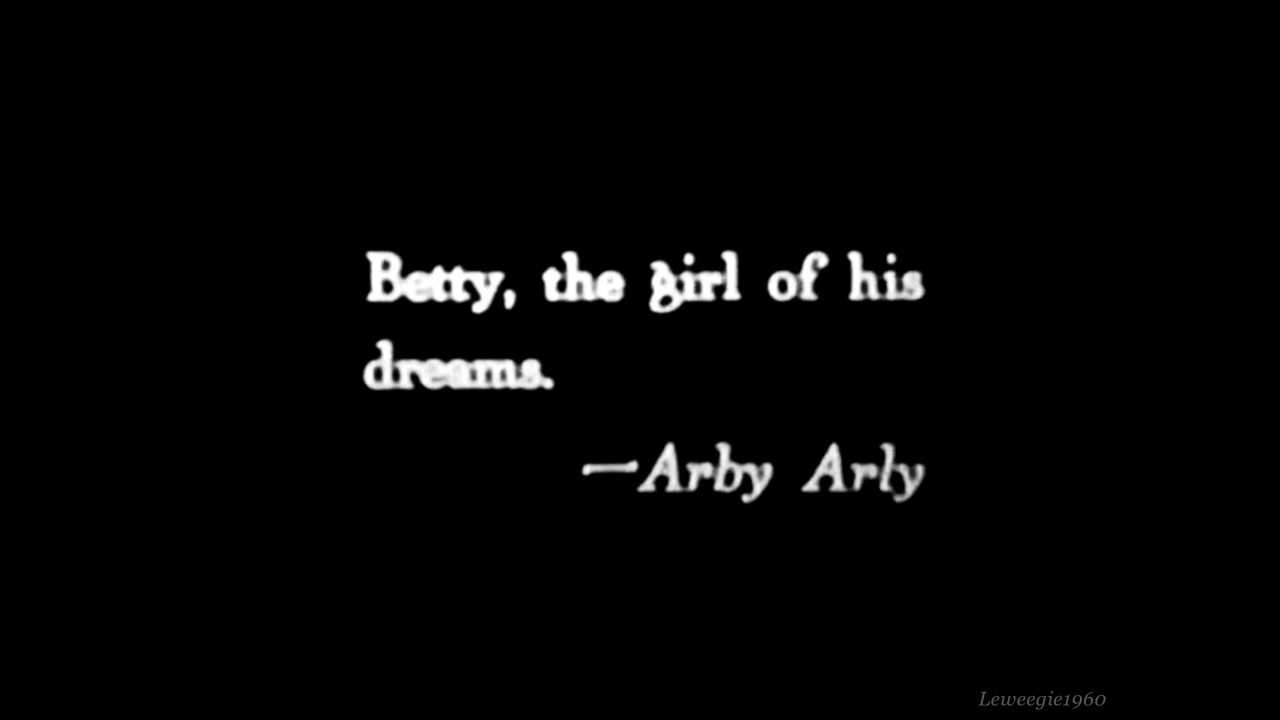 Betty, the girl of his
dreams.
—Arby Arly
Leweegie1960